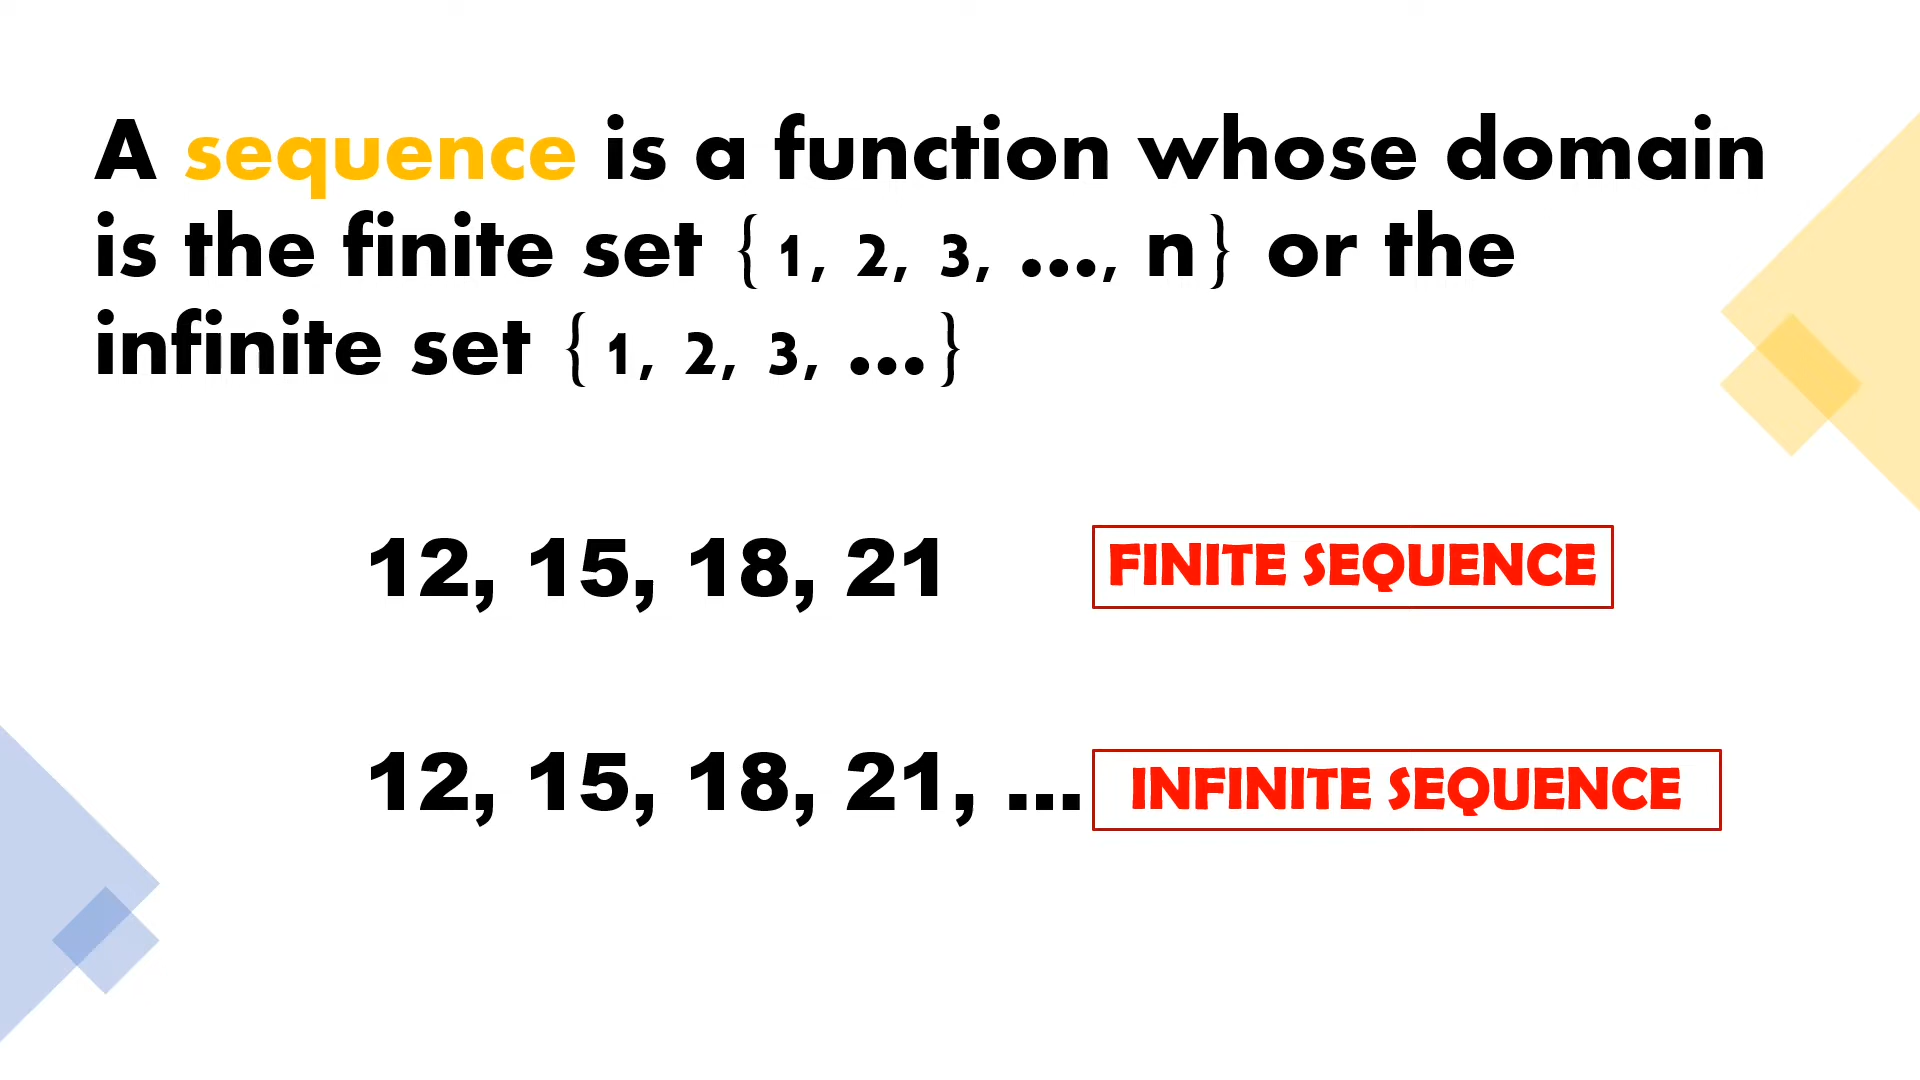 A sequence is a function whose domain
is the finite set {1, 2, 3, ..., n} or the
infinite set {1, 2, 3, ...}
12, 15, 18, 21 FINITE SEQUENCE
12, 15, 18, 21, ... INFINITE SEQUENCE